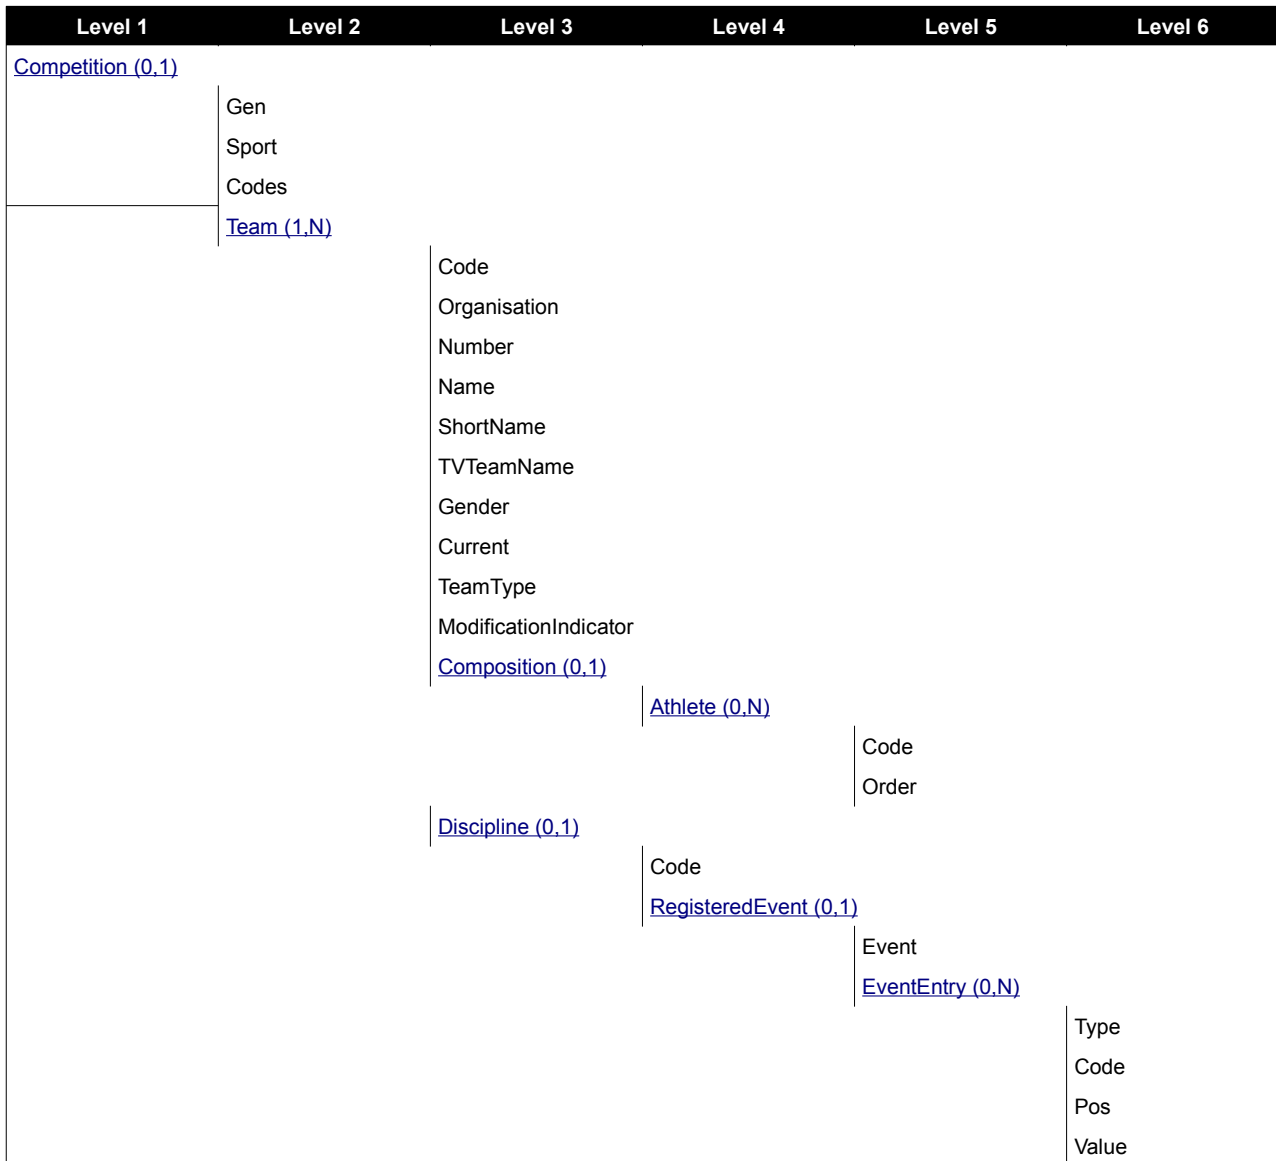 Level 1 Level 2 Level 3 Level 4 Level 5 Level 6
Competition (0,1)
Gen
Sport
Codes
Team (1,N)
Code
Organisation
Number
Name
ShortName
TVTeamName
Gender
Current
TeamType
ModificationIndicator
Composition (0,1)
Athlete (0,N)
Code
Order
Discipline (0,1)
Code
RegisteredEvent (0,1)
Event
EventEntry (0,N)
Type
Code
Pos
Value